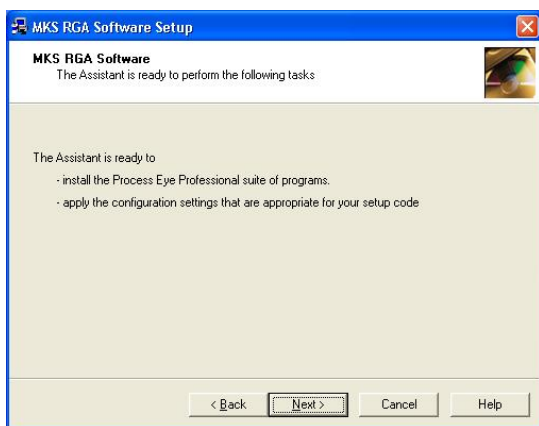 MKS RGA Software Setup
MKS RGA Software
The Assistant is ready to perform the following tasks
The Assistant is ready to
- install the Process Eye Professional suite of programs.
- apply the configuration settings that are appropriate for your setup code
< Back Next > Cancel Help